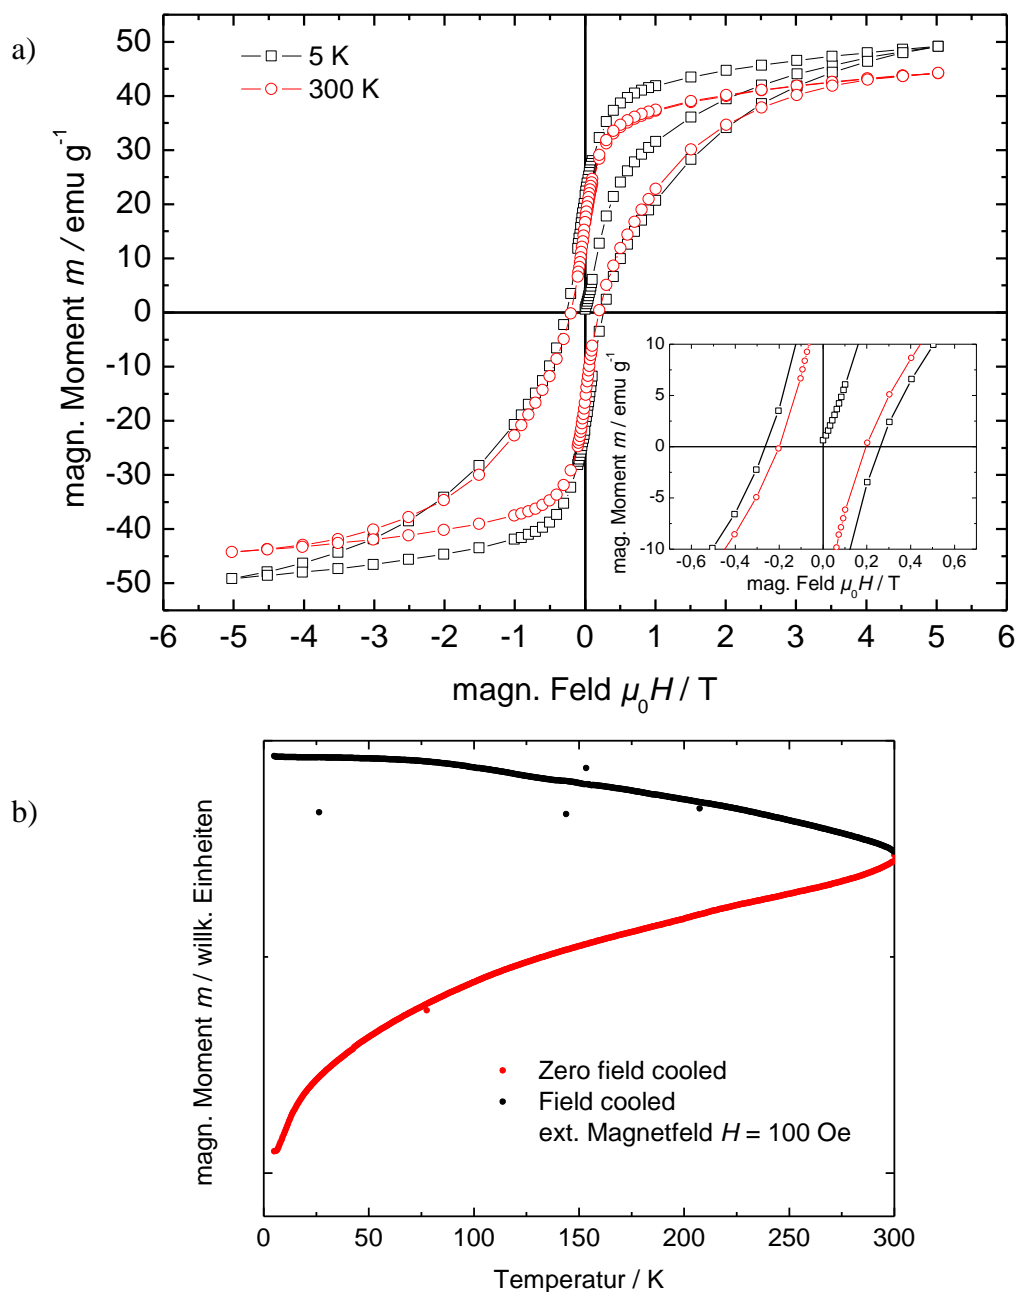 a)
5 K
300 K
magn. Moment m / emu g-1
50
40
30
20
10
0
-10
-20
-30
-40
-50
-6 -5 -4 -3 -2 -1 0 1 2 3 4 5 6
magn. Feld μ0H / T
mag. Moment m / emu g-1
10
5
0
-5
-10
-0,6 -0,4 -0,2 0,0 0,2 0,4 0,6
mag. Feld μ0H / T
b)
magn. Moment m / willk. Einheiten
Zero field cooled
Field cooled
ext. Magnetfeld H = 100 Oe
0 50 100 150 200 250 300
Temperatur / K